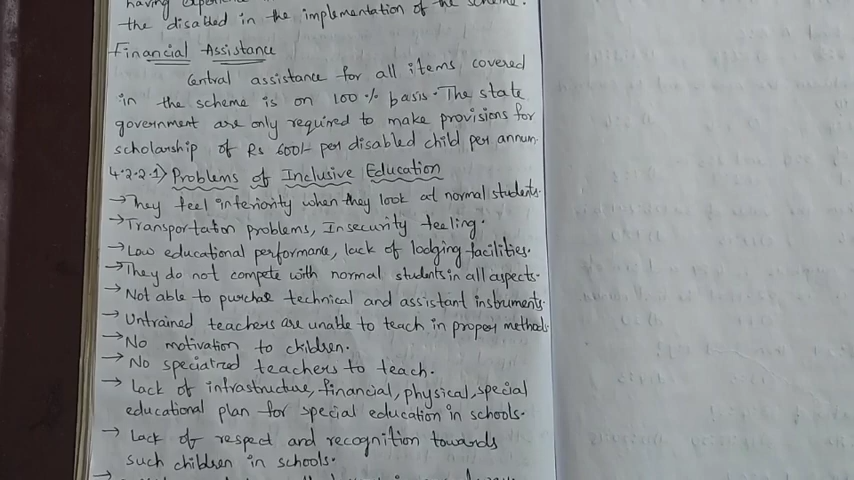 having
the disabled in the implementation of the scheme.
Financial Assistance
Central assistance for all items covered
in the scheme is on 100 % basis. The state
government are only required to make provisions for
scholarship of Rs 600/- per disabled child per annum.
4.2.2.1) Problems of Inclusive Education
→ They feel inferiority when they look at normal students.
→ Transportation problems, Insecurity feeling.
→ Low educational performance, lack of lodging facilities.
→ They do not compete with normal students in all aspects.
→ Not able to purchase technical and assistant instruments.
→ Untrained teachers are unable to teach in proper methods.
→ No motivation to children.
→ No specialized teachers to teach.
→ Lack of infrastructure, financial, physical, special
educational plan for special education in schools.
→ Lack of respect and recognition towards
such children in schools.